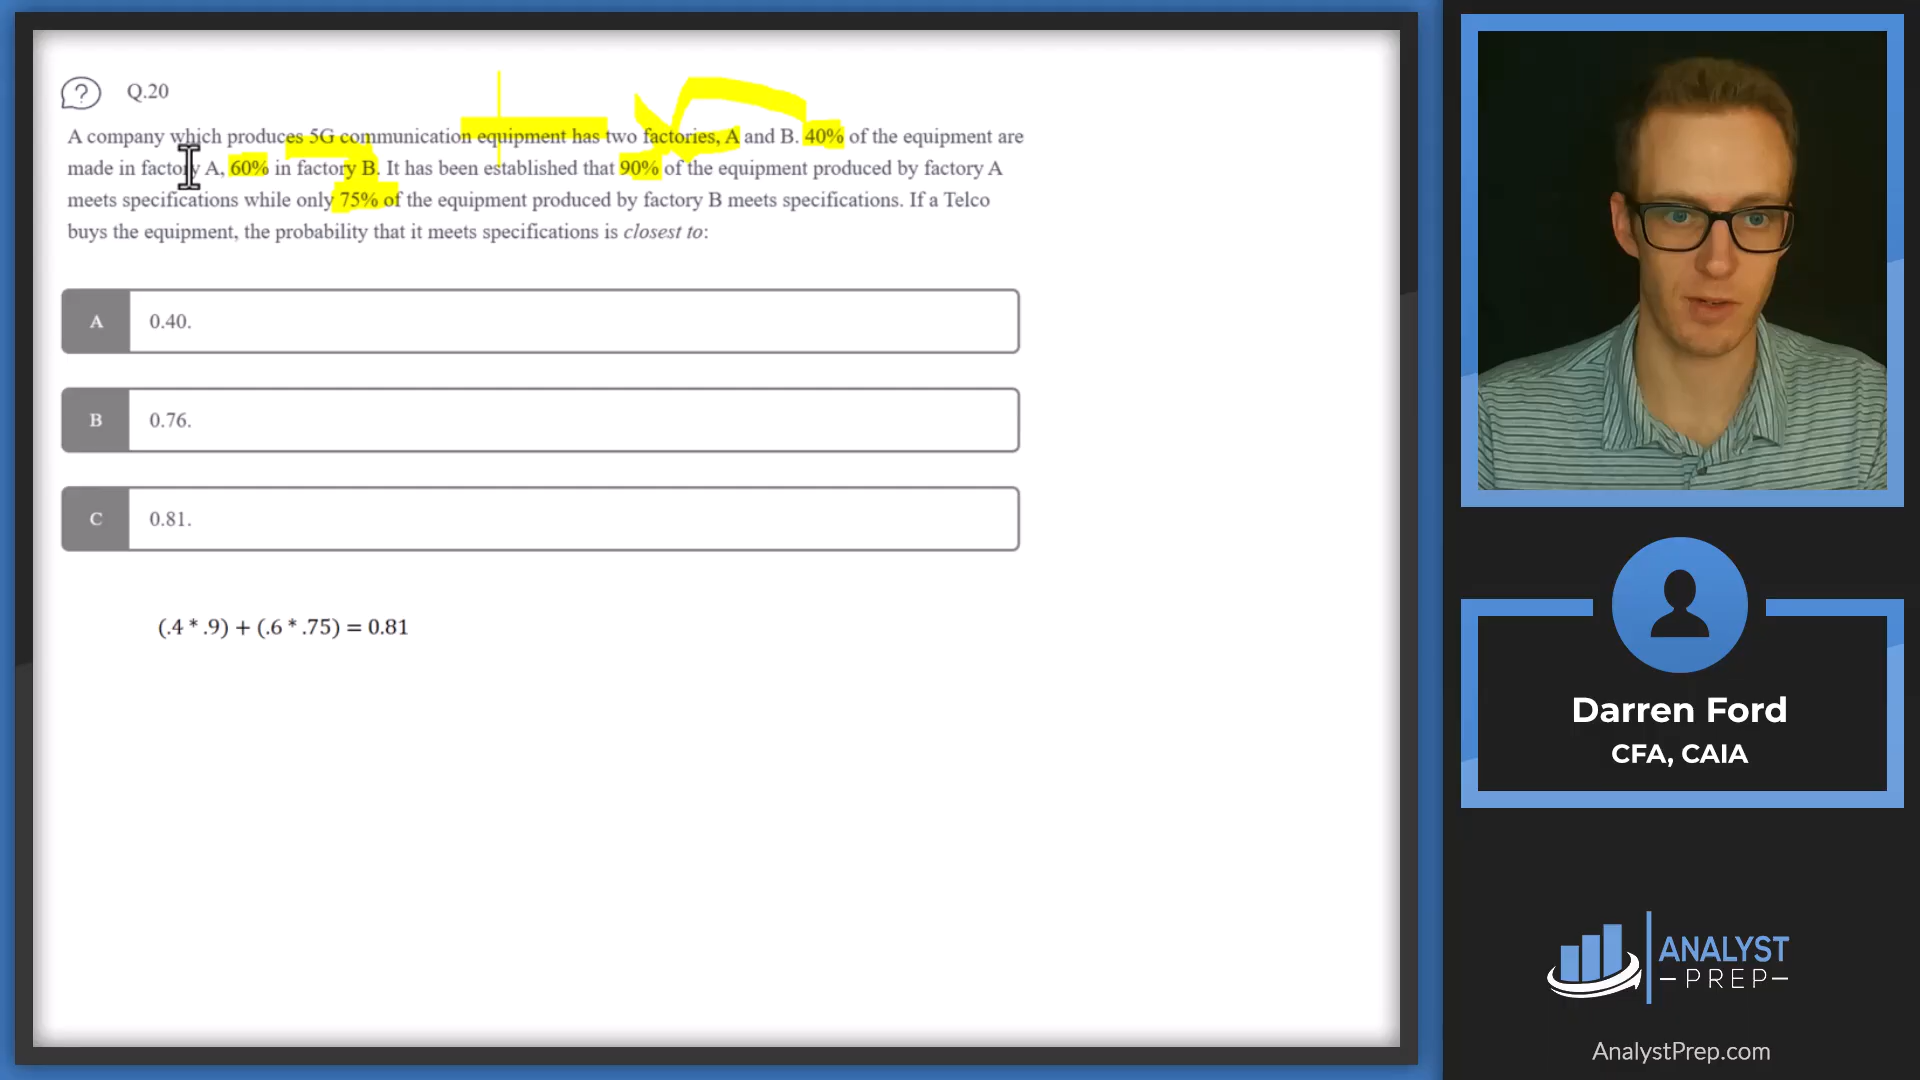 Q.20
A company which produces 5G communication equipment has two factories, A and B. 40% of the equipment are
made in factory A, 60% in factory B. It has been established that 90% of the equipment produced by factory A
meets specifications while only 75% of the equipment produced by factory B meets specifications. If a Telco
buys the equipment, the probability that it meets specifications is closest to:
A
0.40.
B
0.76.
C
0.81.
(.4 * .9) + (.6 * .75) = 0.81
Darren Ford
CFA, CAIA
ANALYST
PREP
AnalystPrep.com